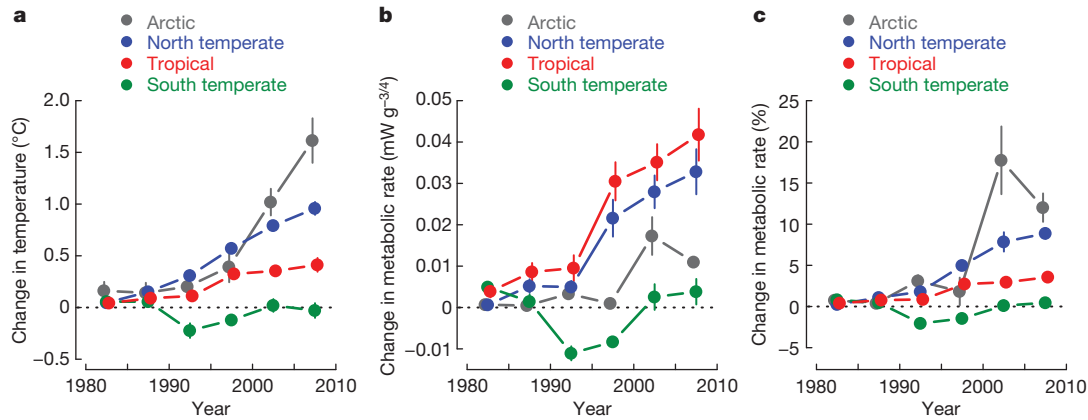 a
Arctic
North temperate
Tropical
South temperate
Change in temperature (°C)
2.0
1.5
1.0
0.5
0
−0.5
1980 1990 2000 2010
Year
b
Arctic
North temperate
Tropical
South temperate
Change in metabolic rate (mW g−3/4)
0.05
0.04
0.03
0.02
0.01
0
−0.01
1980 1990 2000 2010
Year
c
Arctic
North temperate
Tropical
South temperate
Change in metabolic rate (%)
25
20
15
10
5
0
−5
1980 1990 2000 2010
Year